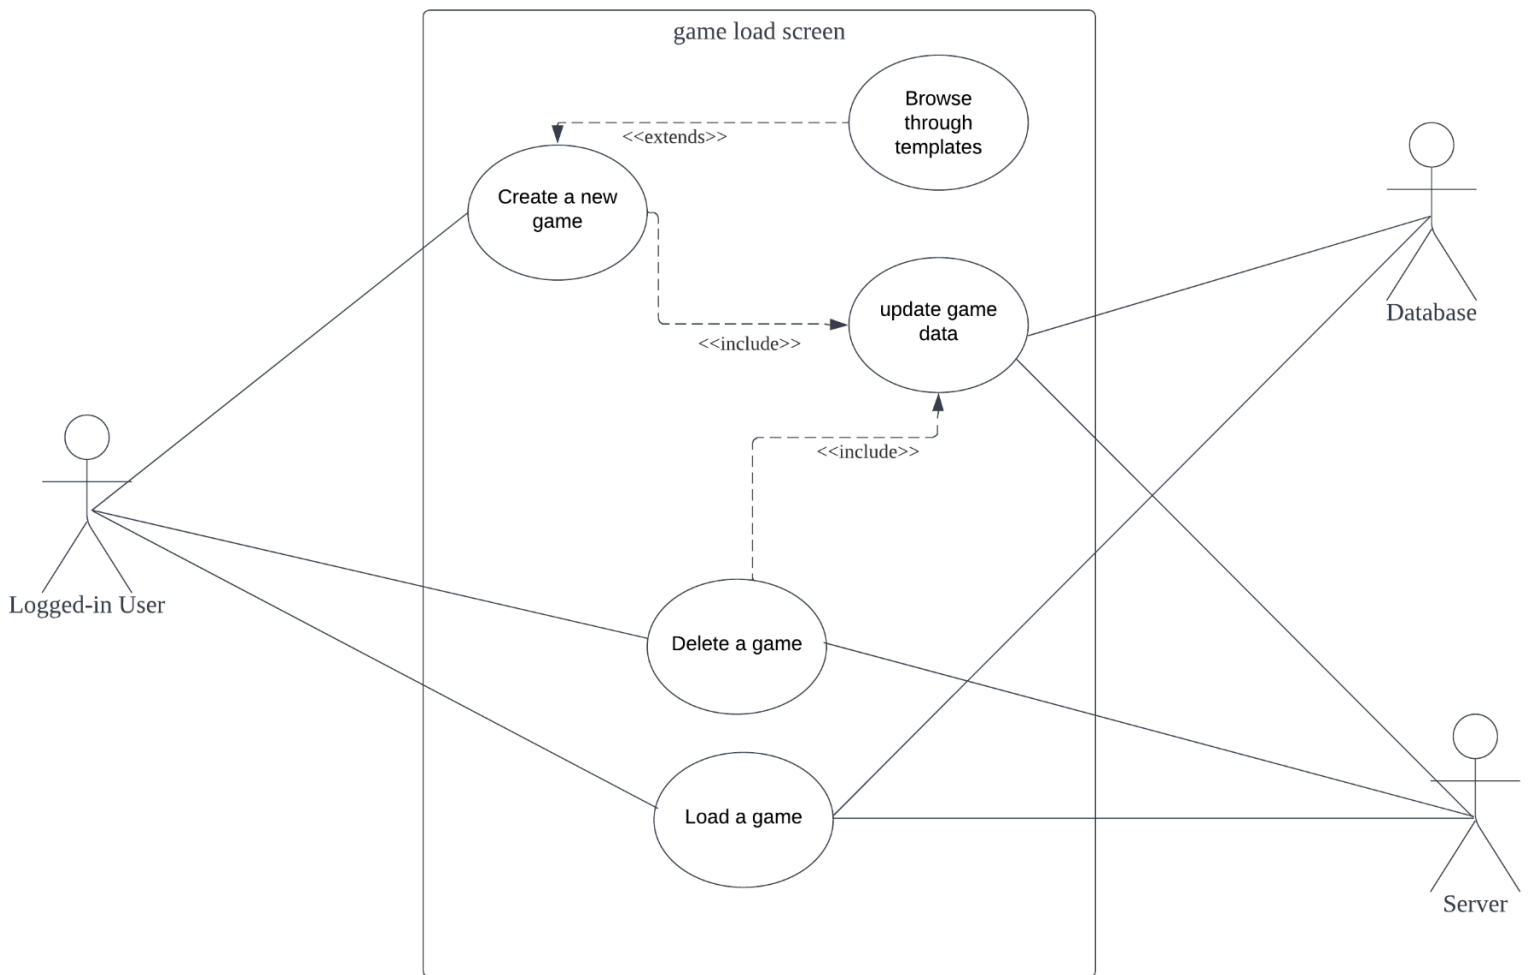 game load screen
Browse
through
templates
<<extends>>
Create a new
game
update game
data
<<include>>
Database
<<include>>
Logged-in User
Delete a game
Load a game
Server